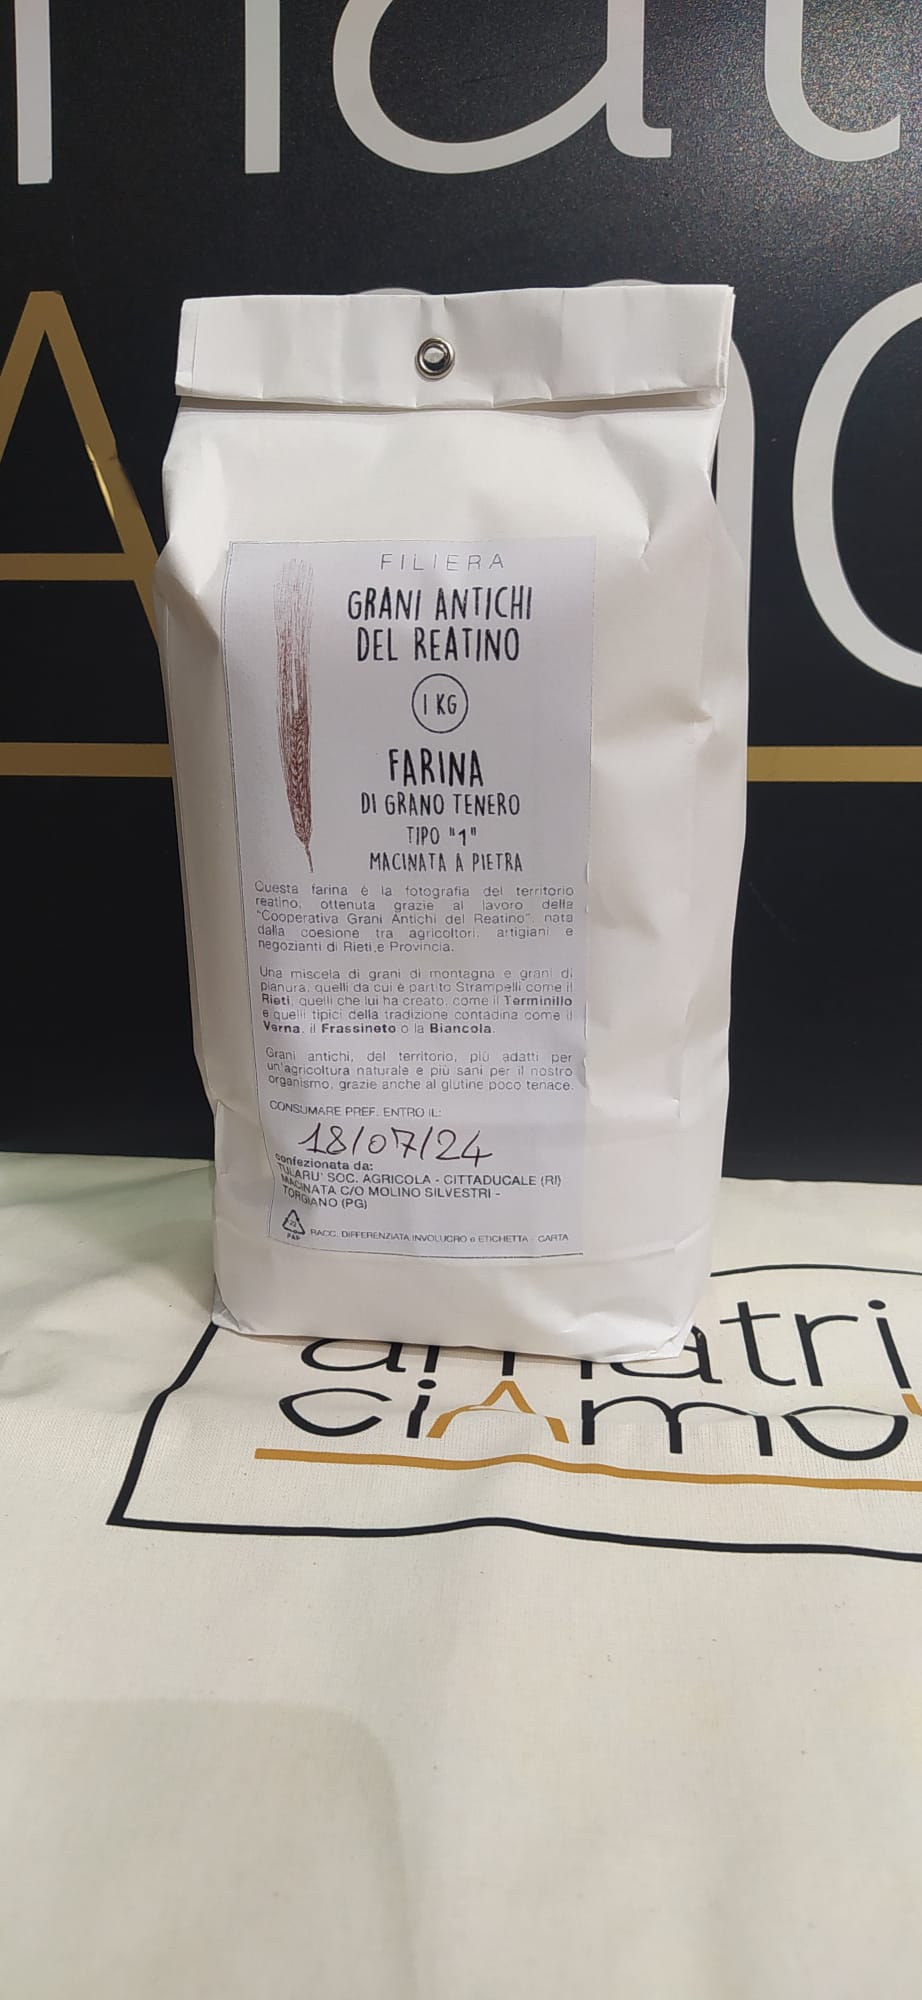 FILIERA
GRANI ANTICHI
DEL REATINO
1 KG
FARINA
DI GRANO TENERO
TIPO "1"
MACINATA A PIETRA
Questa farina è la fotografia del territorio
reatino, ottenuta grazie al lavoro della
"Cooperativa Grani Antichi del Reatino", nata
dalla coesione tra agricoltori, artigiani e
negozianti di Rieti e Provincia.
Una miscela di grani di montagna e grani di
pianura, quelli da cui è partito Strampelli come il
Rieti, quelli che lui ha creato, come il Terminillo
e quelli tipici della tradizione contadina come il
Verna, il Frassineto o la Biancola.
Grani antichi, del territorio, più adatti per
un'agricoltura naturale e più sani per il nostro
organismo, grazie anche al glutine poco tenace.
CONSUMARE PREF. ENTRO IL:
18/07/24
confezionata da:
TULARU' SOC. AGRICOLA - CITTADUCALE (RI)
MACINATA C/O MOLINO SILVESTRI -
TORGIANO (PG)
22
PAP
RACC. DIFFERENZIATA INVOLUCRO e ETICHETTA - CARTA
amatri
ciAmo